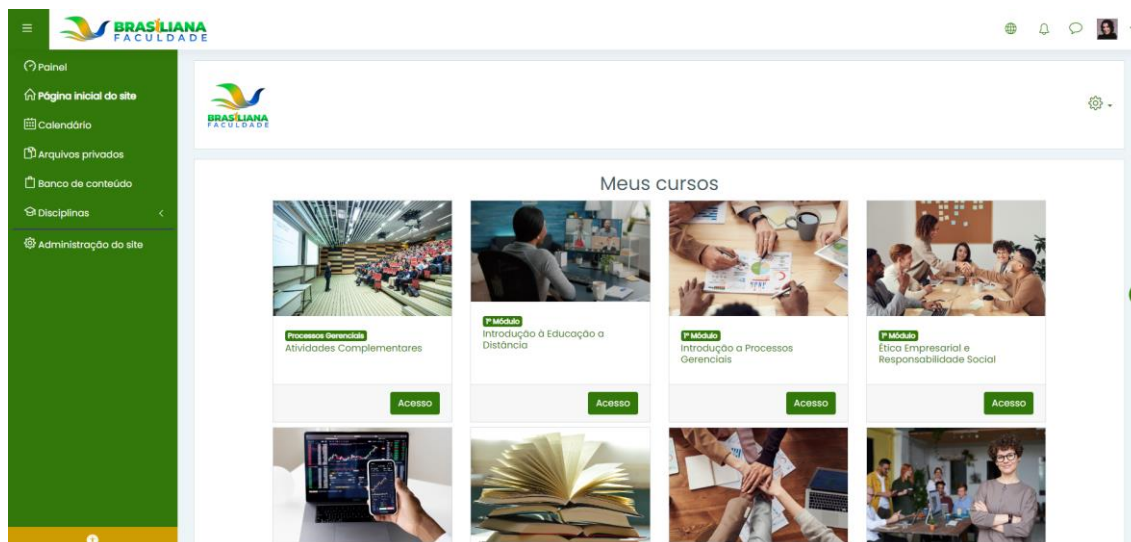 BRASILIANA
FACULDADE
Painel
Página inicial do site
Calendário
Arquivos privados
Banco de conteúdo
Disciplinas
Administração do site
BRASILIANA
FACULDADE
Meus cursos
Processos Gerenciais
Atividades Complementares
Acesso
1º Módulo
Introdução à Educação a
Distância
Acesso
1º Módulo
Introdução a Processos
Gerenciais
Acesso
1º Módulo
Ética Empresarial e
Responsabilidade Social
Acesso